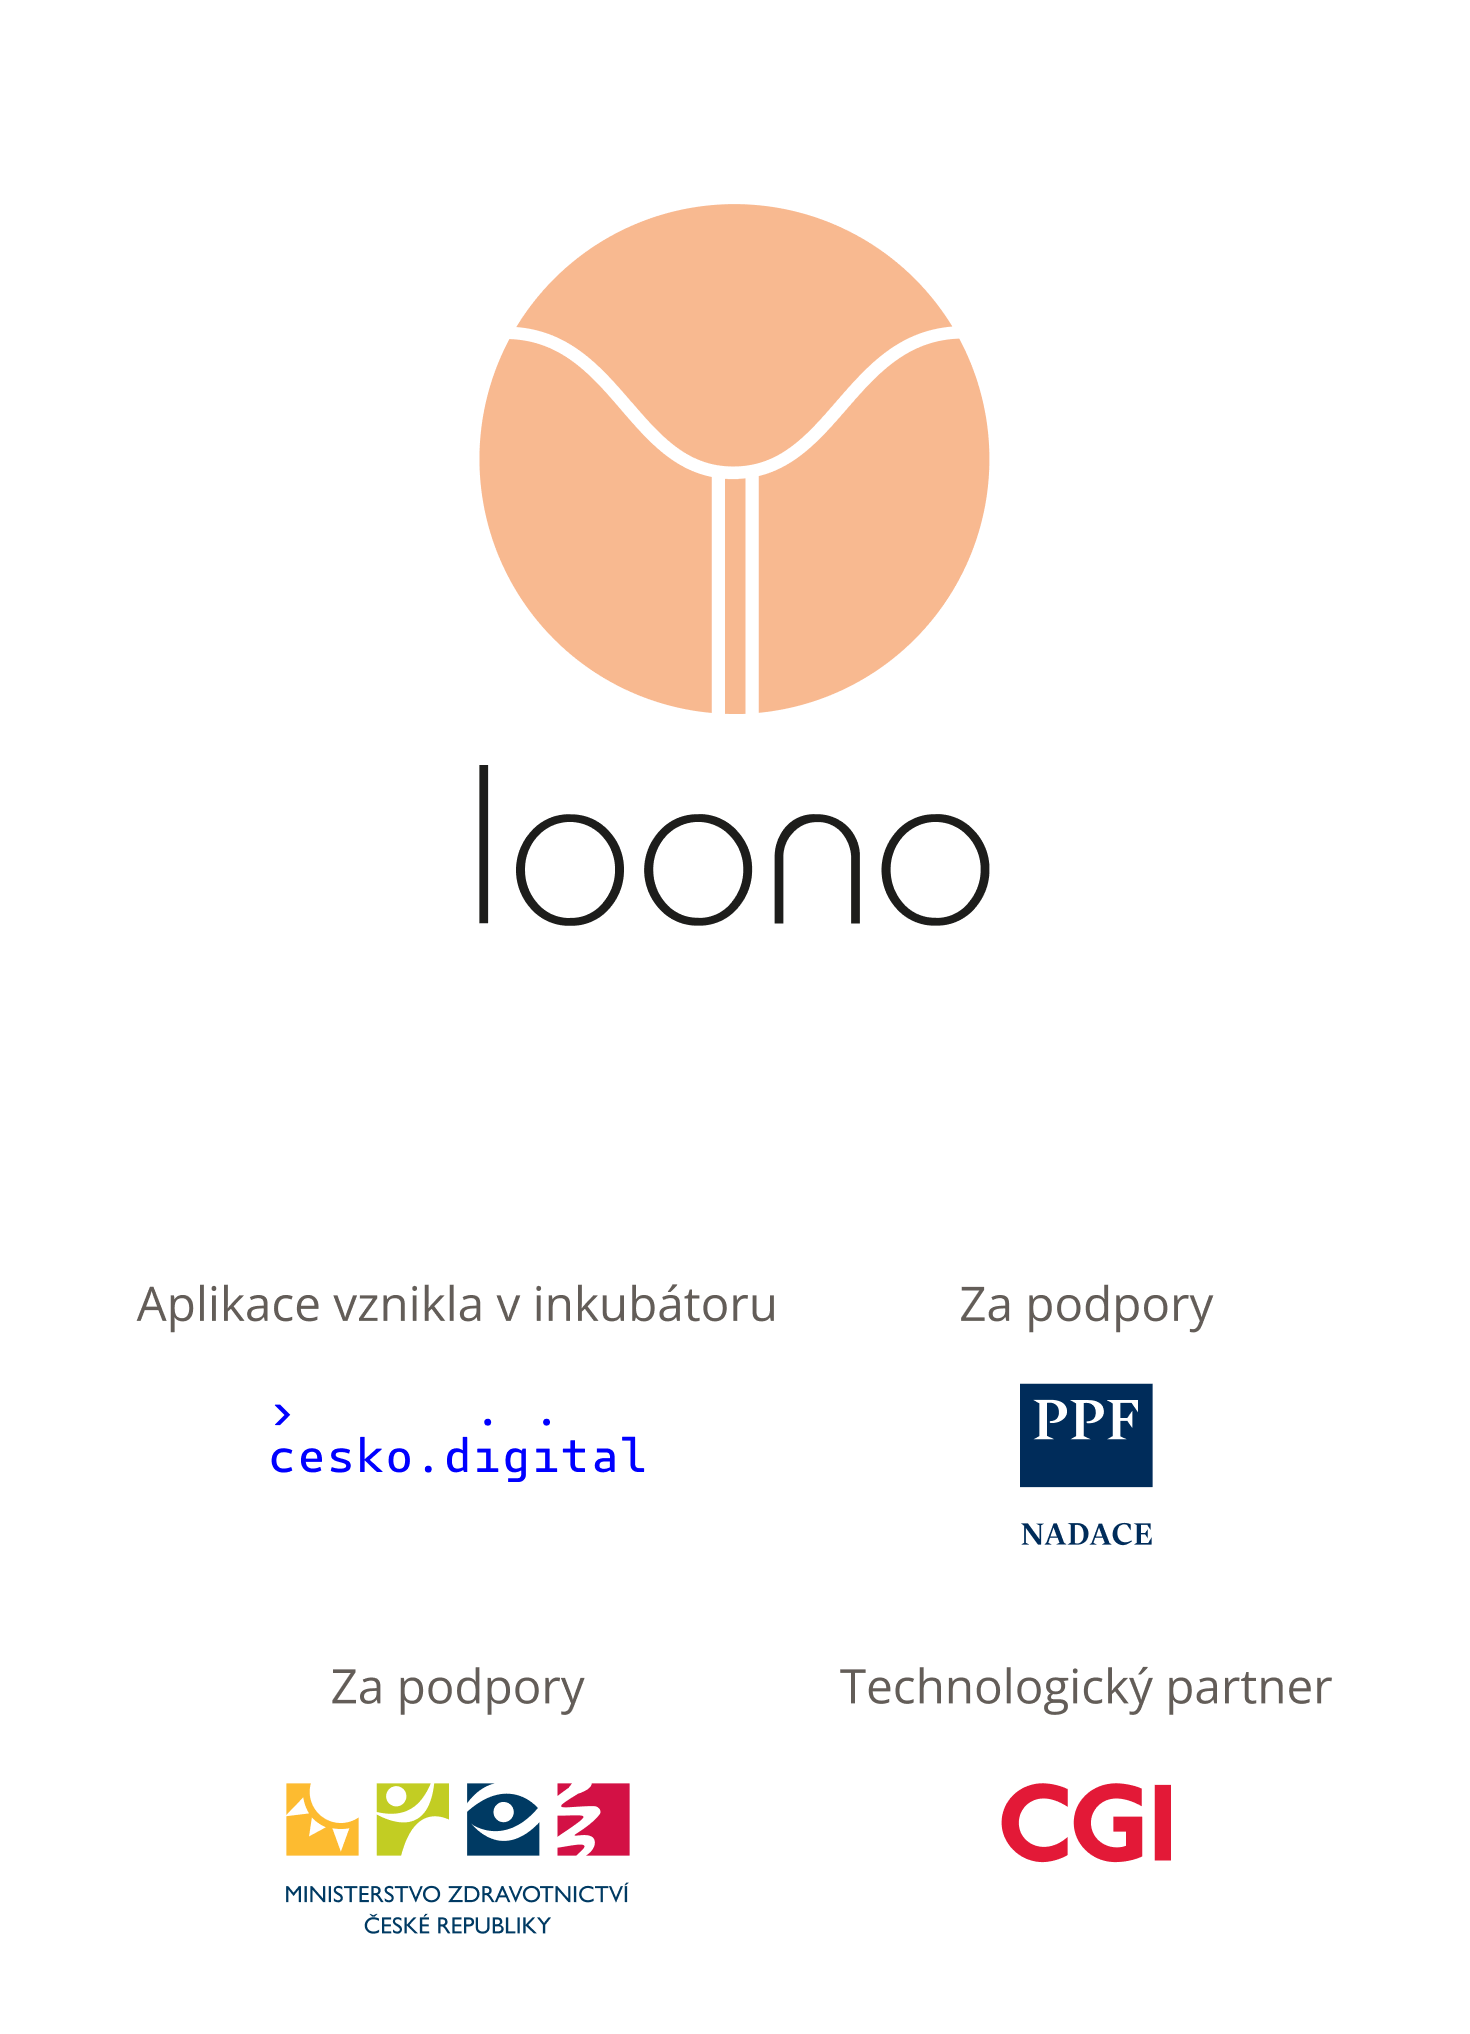 loono
Aplikace vznikla v inkubátoru
Za podpory
cesko.digital
PPF
NADACE
Za podpory
Technologický partner
CGI
MINISTERSTVO ZDRAVOTNICTVÍ
ČESKÉ REPUBLIKY